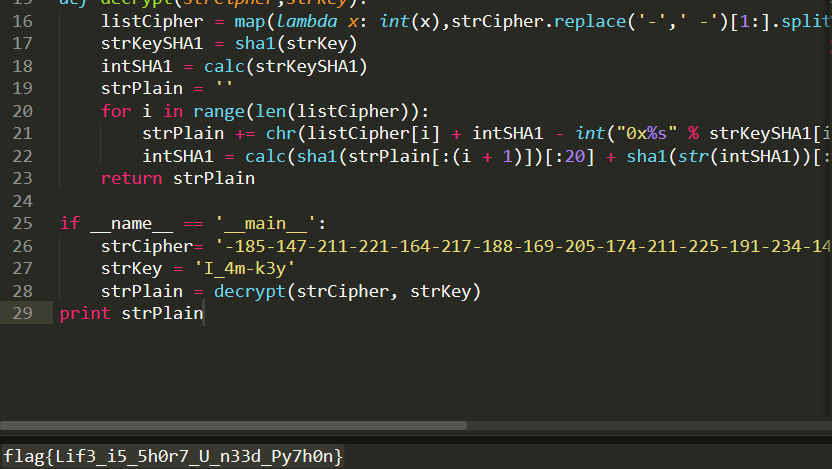 15 def decrypt(strCipher,strKey):
16 listCipher = map(lambda x: int(x),strCipher.replace('-',' -')[1:].split
17 strKeySHA1 = sha1(strKey)
18 intSHA1 = calc(strKeySHA1)
19 strPlain = ''
20 for i in range(len(listCipher)):
21 strPlain += chr(listCipher[i] + intSHA1 - int("0x%s" % strKeySHA1[i
22 intSHA1 = calc(sha1(strPlain[:(i + 1)])[:20] + sha1(str(intSHA1))[:
23 return strPlain
24
25 if __name__ == '__main__':
26 strCipher= '-185-147-211-221-164-217-188-169-205-174-211-225-191-234-14
27 strKey = 'I_4m-k3y'
28 strPlain = decrypt(strCipher, strKey)
29 print strPlain
flag{Lif3_i5_5h0r7_U_n33d_Py7h0n}